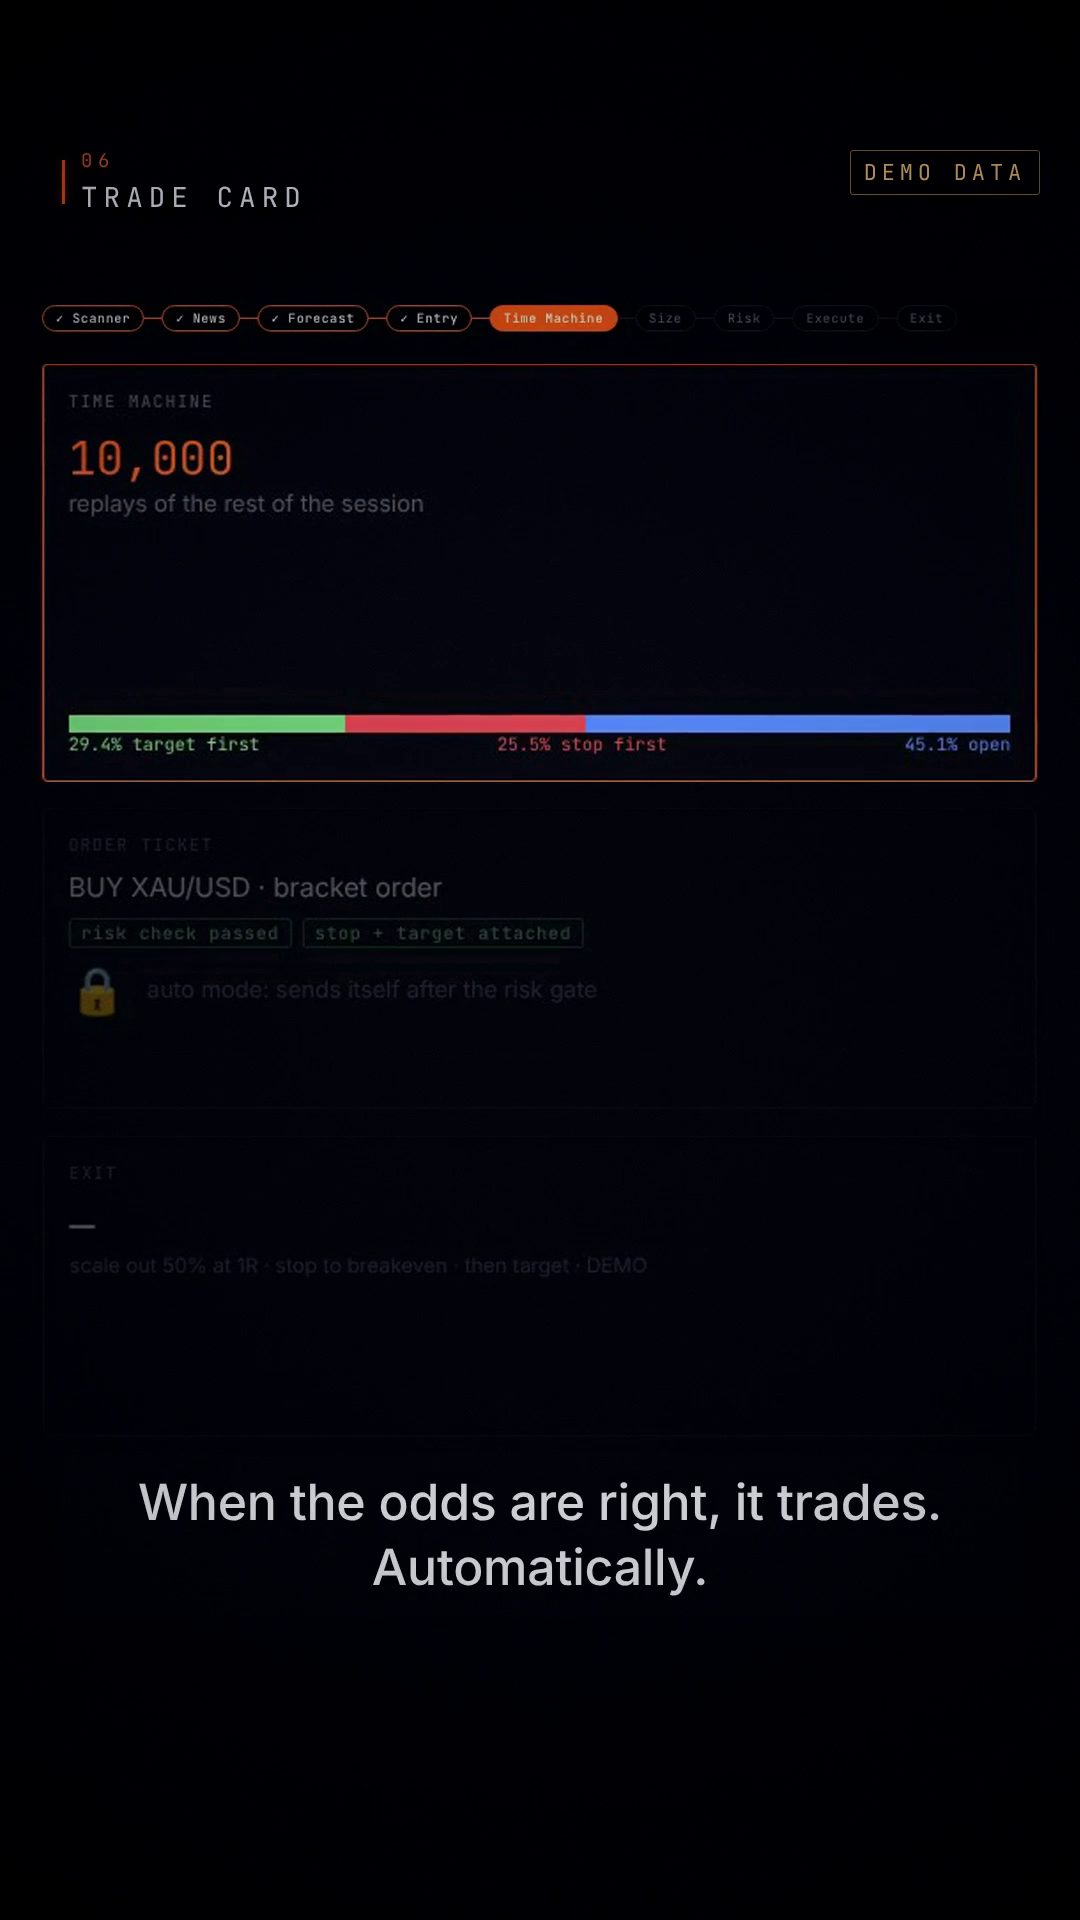 06
TRADE CARD
DEMO DATA
✓ Scanner
✓ News
✓ Forecast
✓ Entry
Time Machine
Size
Risk
Execute
Exit
TIME MACHINE
10,000
replays of the rest of the session
29.4% target first
25.5% stop first
45.1% open
ORDER TICKET
BUY XAU/USD · bracket order
risk check passed
stop + target attached
auto mode: sends itself after the risk gate
EXIT
—
scale out 50% at 1R · stop to breakeven · then target · DEMO
When the odds are right, it trades.
Automatically.